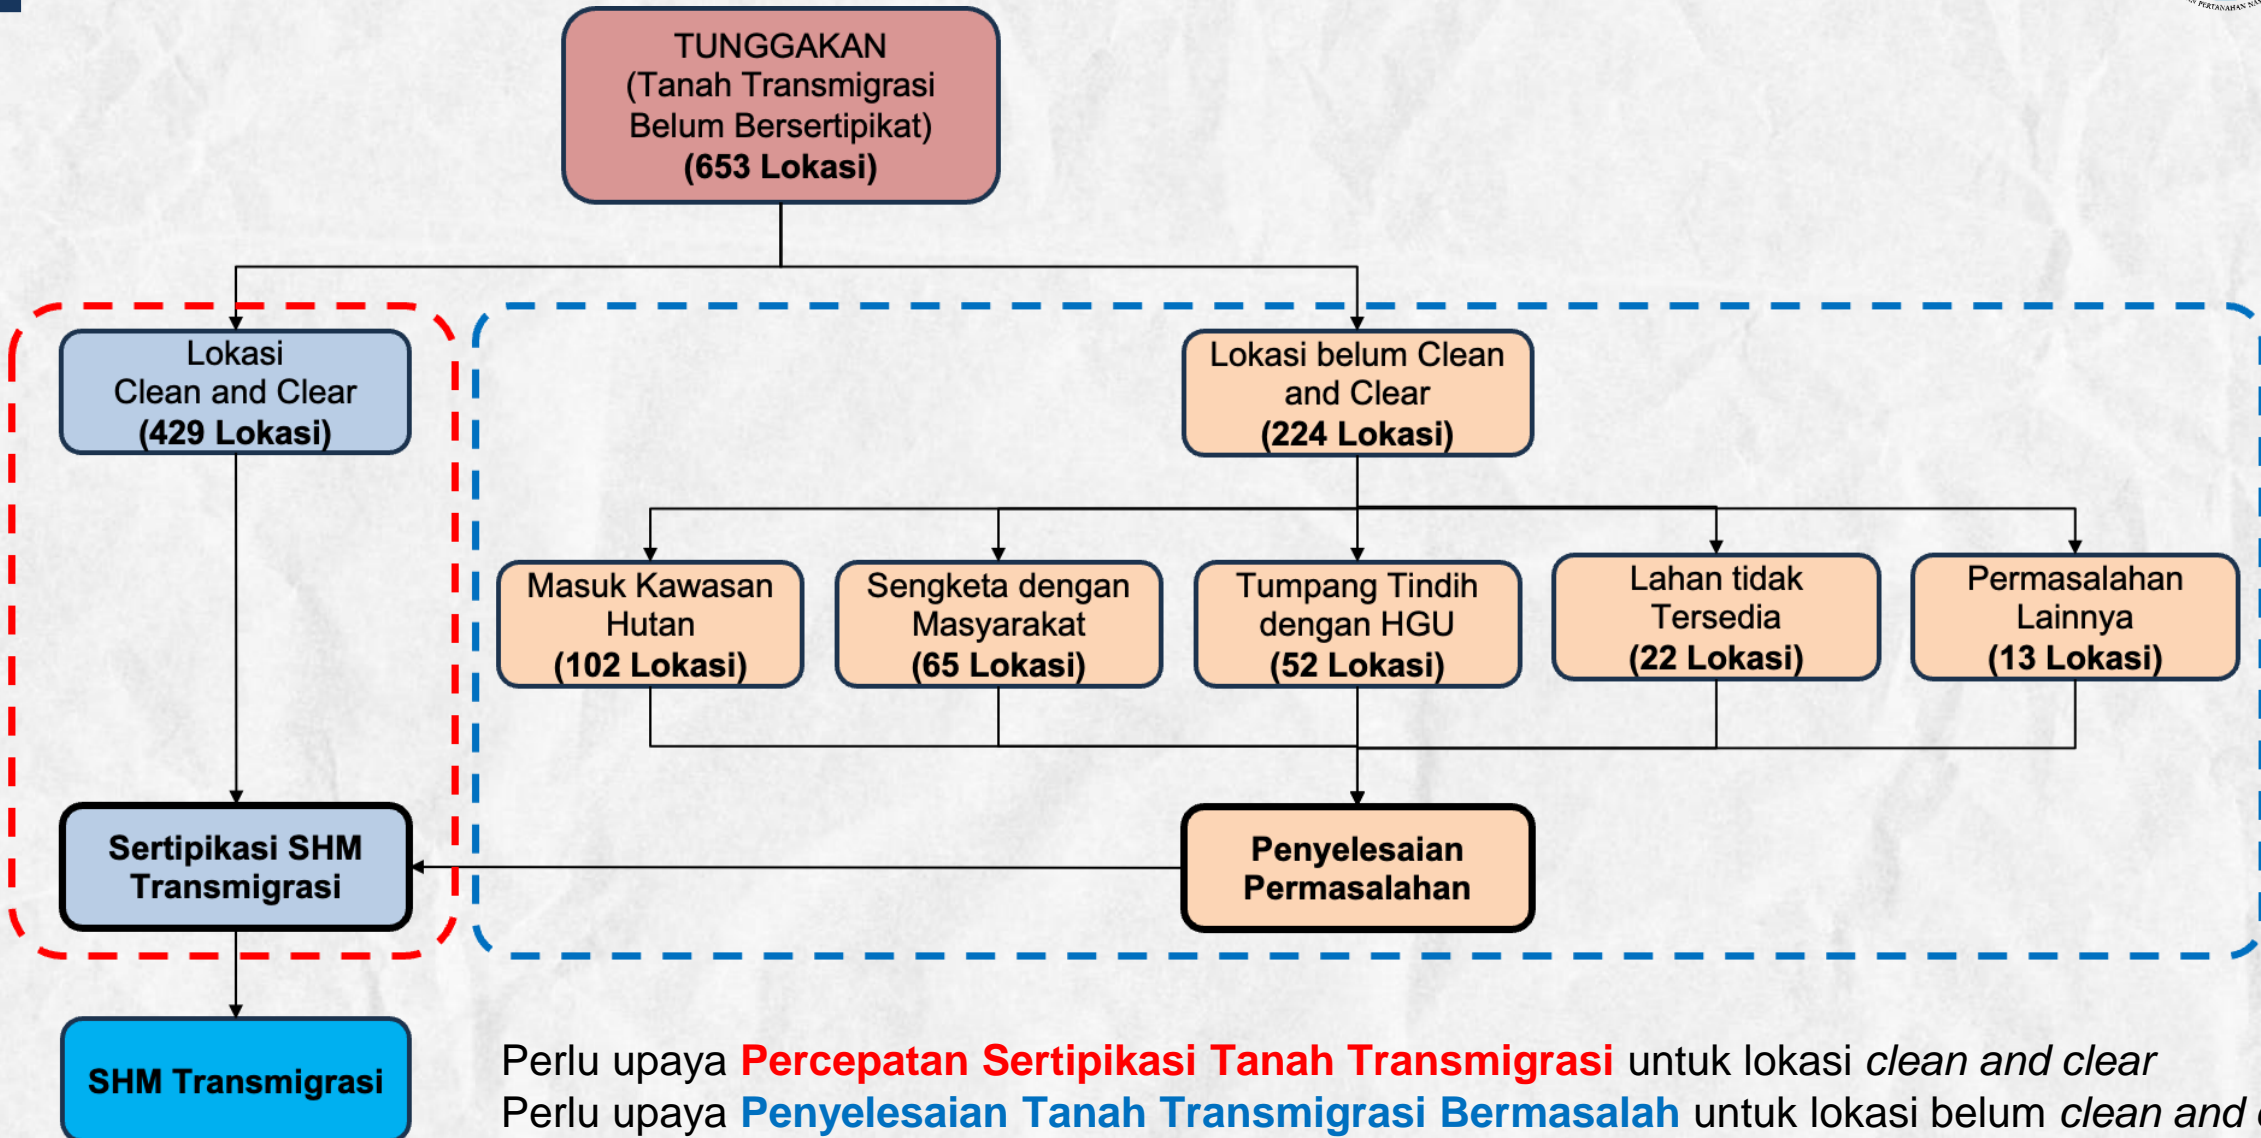 PERTANAHAN
TUNGGAKAN
(Tanah Transmigrasi
Belum Bersertipikat)
(653 Lokasi)
Lokasi
Clean and Clear
(429 Lokasi)
Lokasi belum Clean
and Clear
(224 Lokasi)
Masuk Kawasan
Hutan
(102 Lokasi)
Sengketa dengan
Masyarakat
(65 Lokasi)
Tumpang Tindih
dengan HGU
(52 Lokasi)
Lahan tidak
Tersedia
(22 Lokasi)
Permasalahan
Lainnya
(13 Lokasi)
Sertipikasi SHM
Transmigrasi
Penyelesaian
Permasalahan
SHM Transmigrasi
Perlu upaya Percepatan Sertipikasi Tanah Transmigrasi untuk lokasi clean and clear
Perlu upaya Penyelesaian Tanah Transmigrasi Bermasalah untuk lokasi belum clean and